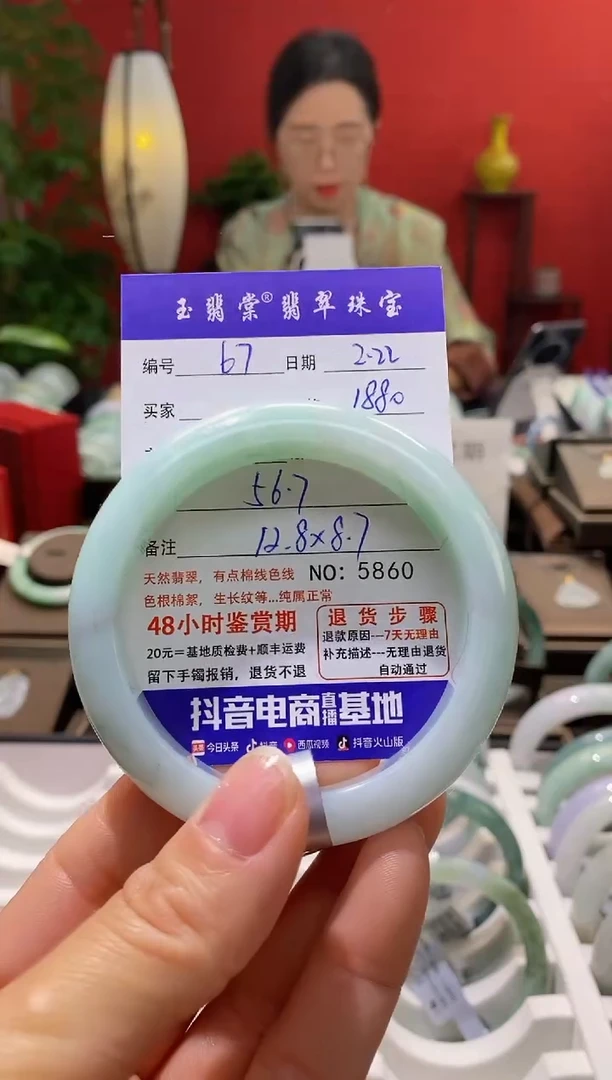 玉翡棠®翡翠珠宝
编号 67 日期 2.22
买家 1880
56.7
备注 12.8×8.7
天然翡翠，有点棉线色线 NO: 5860
色根棉絮，生长纹等...纯属正常
48小时鉴赏期
20元=基地质检费+顺丰运费
留下手镯报销，退货不退
退货步骤
退款原因---7天无理由
补充描述---无理由退货
自动通过
抖音电商直播基地
头条 今日头条 抖音 西瓜视频 抖音火山版